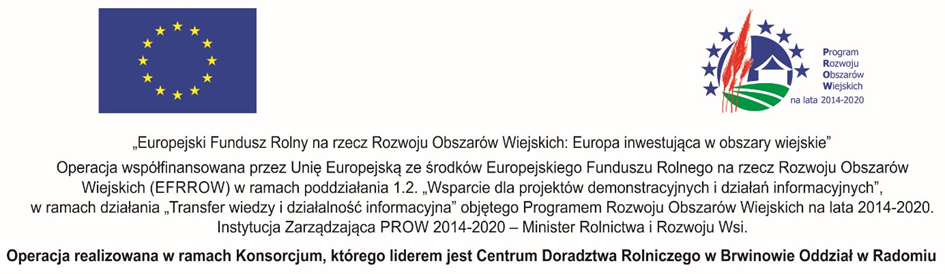 Program
Rozwoju
Obszarów
Wiejskich
na lata 2014-2020
„Europejski Fundusz Rolny na rzecz Rozwoju Obszarów Wiejskich: Europa inwestująca w obszary wiejskie”
Operacja współfinansowana przez Unię Europejską ze środków Europejskiego Funduszu Rolnego na rzecz Rozwoju Obszarów
Wiejskich (EFRROW) w ramach poddziałania 1.2. „Wsparcie dla projektów demonstracyjnych i działań informacyjnych”,
w ramach działania „Transfer wiedzy i działalność informacyjna” objętego Programem Rozwoju Obszarów Wiejskich na lata 2014-2020.
Instytucja Zarządzająca PROW 2014-2020 – Minister Rolnictwa i Rozwoju Wsi.
Operacja realizowana w ramach Konsorcjum, którego liderem jest Centrum Doradztwa Rolniczego w Brwinowie Oddział w Radomiu